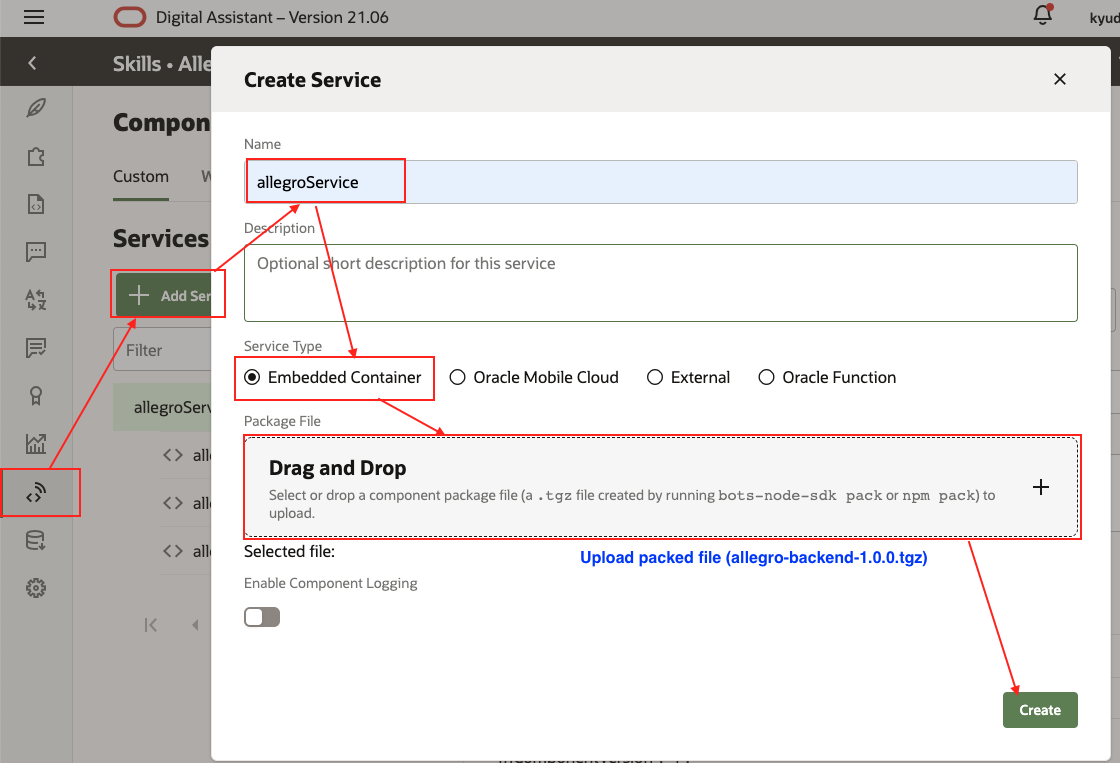 Digital Assistant – Version 21.06
kyud
Skills • Alle
Create Service
Compon
Custom
W
Services
Add Ser
Filter
allegroServ
all
all
all
Name
allegroService
Description
Optional short description for this service
Service Type
Embedded Container
Oracle Mobile Cloud
External
Oracle Function
Package File
Drag and Drop
Select or drop a component package file (a .tgz file created by running bots-node-sdk pack or npm pack) to
upload.
Selected file:
Upload packed file (allegro-backend-1.0.0.tgz)
Enable Component Logging
Create